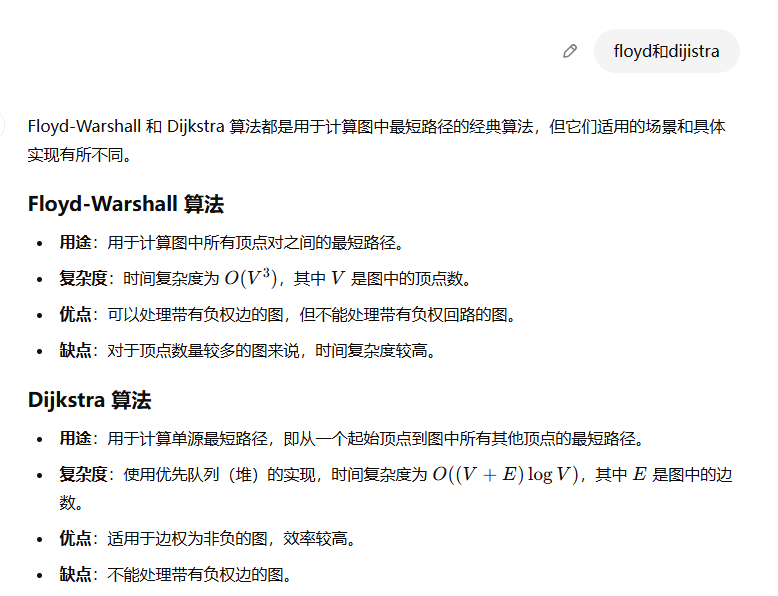 floyd和dijistra
Floyd-Warshall 和 Dijkstra 算法都是用于计算图中最短路径的经典算法，但它们适用的场景和具体
实现有所不同。
Floyd-Warshall 算法
• 用途：用于计算图中所有顶点对之间的最短路径。
• 复杂度：时间复杂度为 O(V³)，其中 V 是图中的顶点数。
• 优点：可以处理带有负权边的图，但不能处理带有负权回路的图。
• 缺点：对于顶点数量较多的图来说，时间复杂度较高。
Dijkstra 算法
• 用途：用于计算单源最短路径，即从一个起始顶点到图中所有其他顶点的最短路径。
• 复杂度：使用优先队列（堆）的实现，时间复杂度为 O((V + E) log V)，其中 E 是图中的边
数。
• 优点：适用于边权为非负的图，效率较高。
• 缺点：不能处理带有负权边的图。